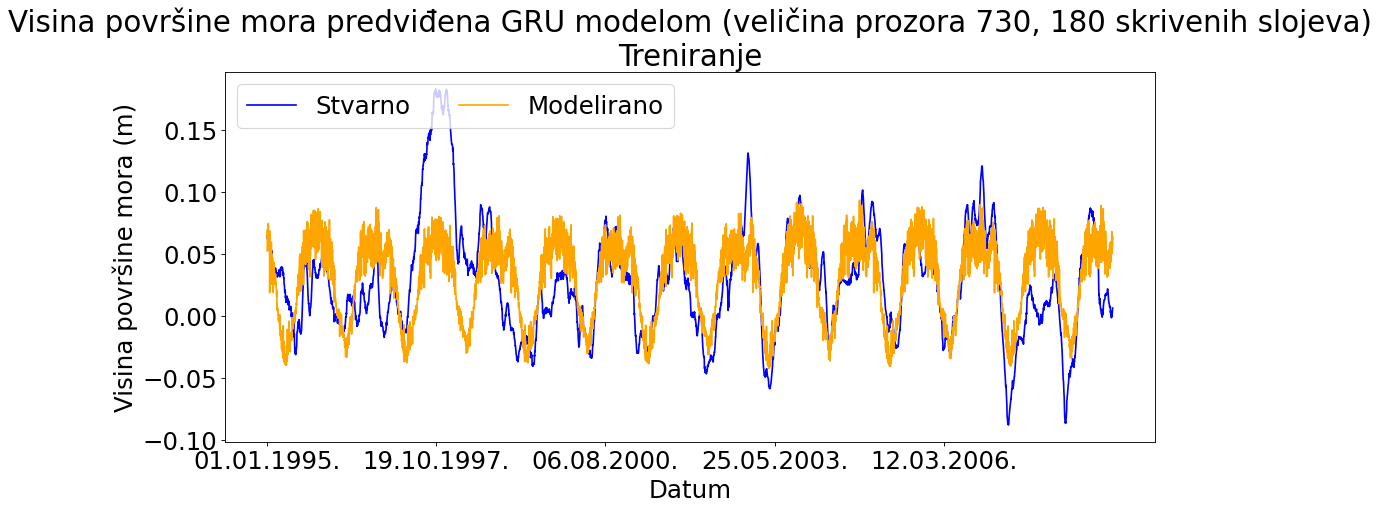 Visina površine mora predviđena GRU modelom (veličina prozora 730, 180 skrivenih slojeva)
Treniranje
Stvarno
Modelirano
Visina površine mora (m)
0.15
0.10
0.05
0.00
−0.05
−0.10
01.01.1995.
19.10.1997.
06.08.2000.
25.05.2003.
12.03.2006.
Datum